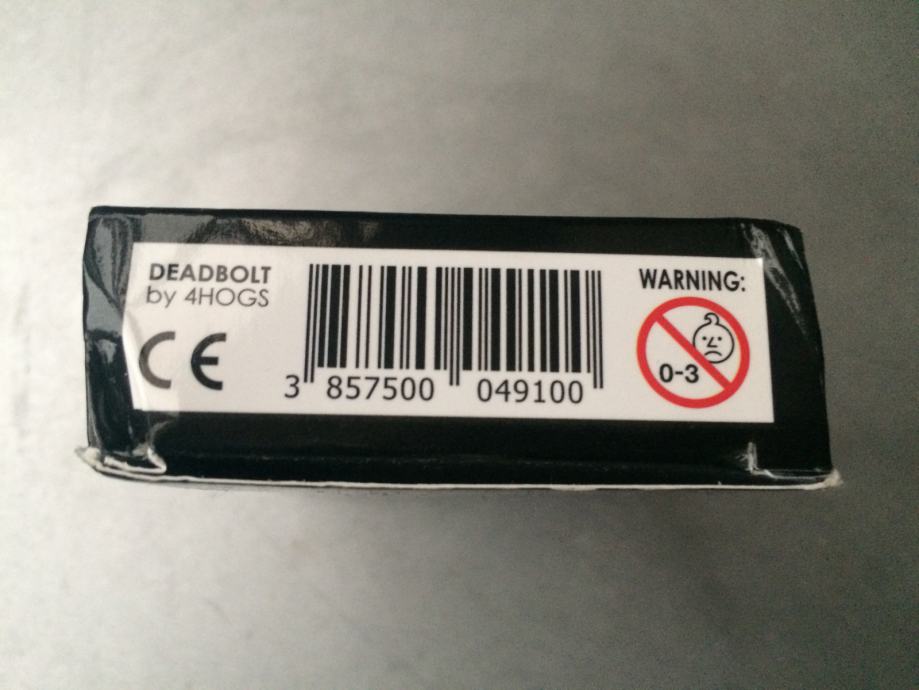 DEADBOLT
by 4HOGS
CE
3 857500 049100
WARNING:
0-3